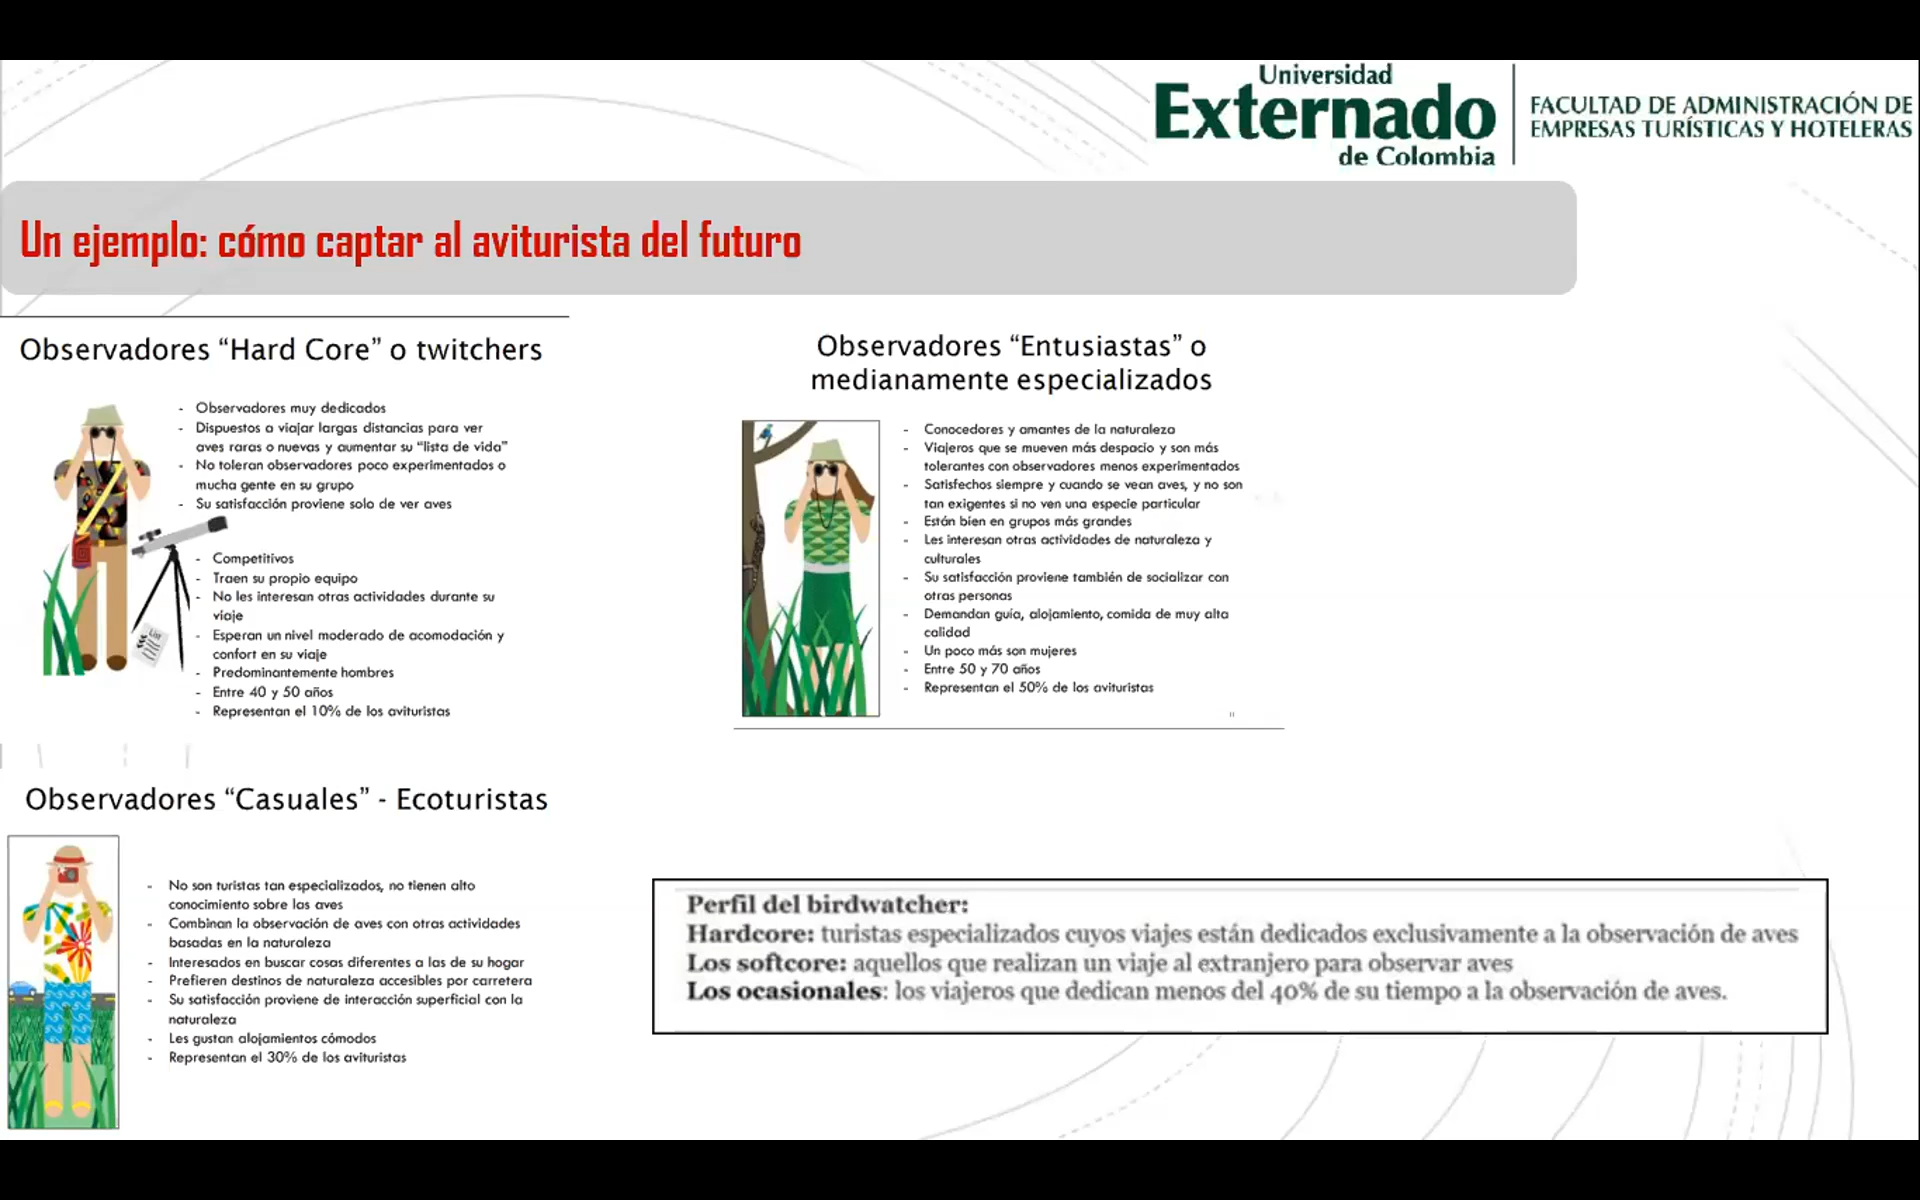 Universidad
Externado
de Colombia
FACULTAD DE ADMINISTRACIÓN DE
EMPRESAS TURÍSTICAS Y HOTELERAS
Un ejemplo: cómo captar al aviturista del futuro
Observadores “Hard Core” o twitchers
- Observadores muy dedicados
- Dispuestos a viajar largas distancias para ver
aves raras o nuevas y aumentar su “lista de vida”
- No toleran observadores poco experimentados o
mucha gente en su grupo
- Su satisfacción proviene solo de ver aves
- Competitivos
- Traen su propio equipo
- No les interesan otras actividades durante su
viaje
- Esperan un nivel moderado de acomodación y
confort en su viaje
- Predominantemente hombres
- Entre 40 y 50 años
- Representan el 10% de los avituristas
List
Observadores “Entusiastas” o
medianamente especializados
- Conocedores y amantes de la naturaleza
- Viajeros que se mueven más despacio y son más
tolerantes con observadores menos experimentados
- Satisfechos siempre y cuando se vean aves, y no son
tan exigentes si no ven una especie particular
- Están bien en grupos más grandes
- Les interesan otras actividades de naturaleza y
culturales
- Su satisfacción proviene también de socializar con
otras personas
- Demandan guía, alojamiento, comida de muy alta
calidad
- Un poco más son mujeres
- Entre 50 y 70 años
- Representan el 50% de los avituristas
11
Observadores “Casuales” - Ecoturistas
- No son turistas tan especializados, no tienen alto
conocimiento sobre las aves
- Combinan la observación de aves con otras actividades
basadas en la naturaleza
- Interesados en buscar cosas diferentes a las de su hogar
- Prefieren destinos de naturaleza accesibles por carretera
- Su satisfacción proviene de interacción superficial con la
naturaleza
- Les gustan alojamientos cómodos
- Representan el 30% de los avituristas
Perfil del birdwatcher:
Hardcore: turistas especializados cuyos viajes están dedicados exclusivamente a la observación de aves
Los softcore: aquellos que realizan un viaje al extranjero para observar aves
Los ocasionales: los viajeros que dedican menos del 40% de su tiempo a la observación de aves.